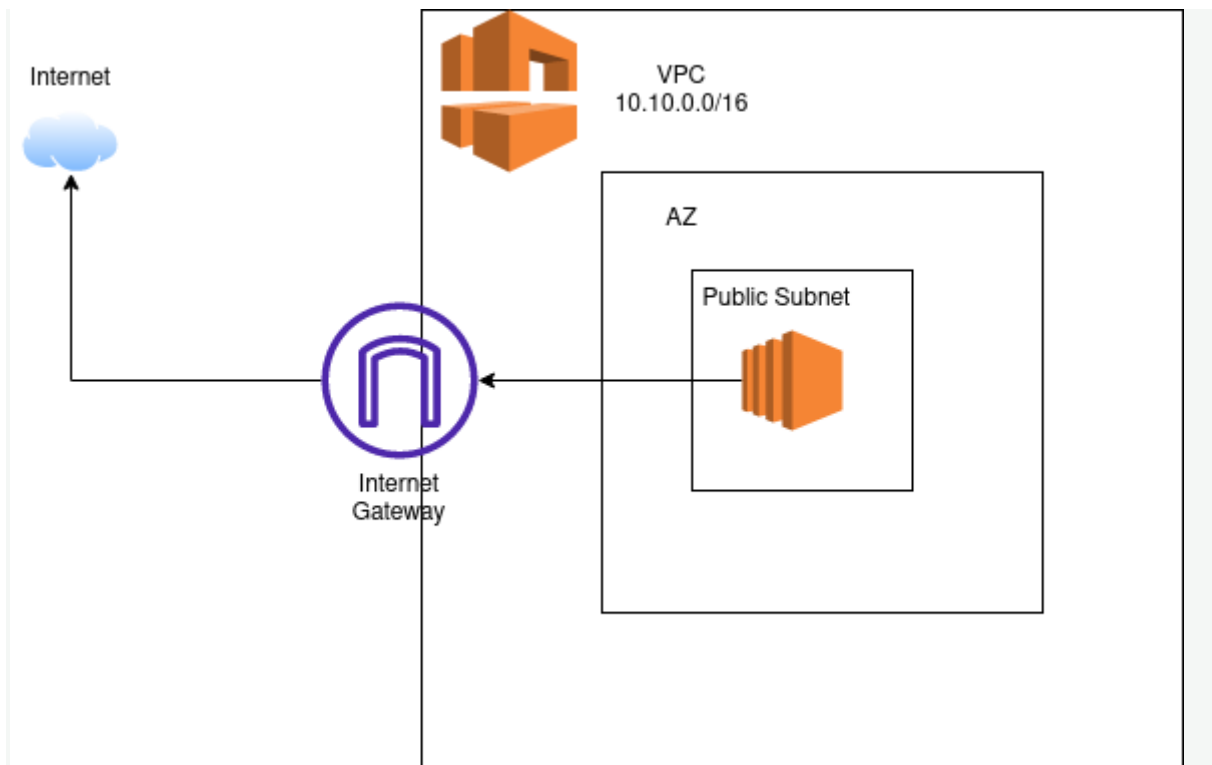 Internet
VPC
10.10.0.0/16
AZ
Public Subnet
Internet
Gateway